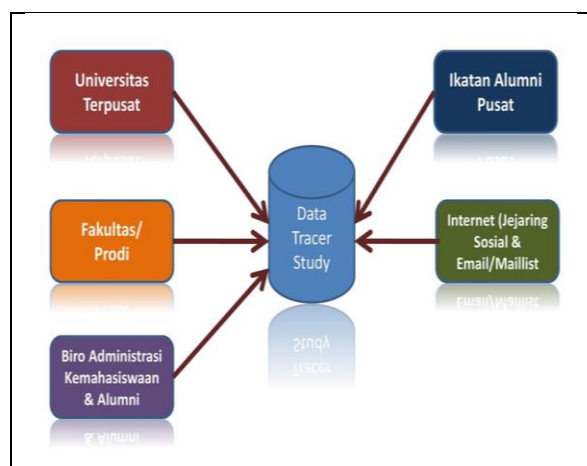 Universitas
Terpusat
Ikatan Alumni
Pusat
Data
Tracer
Study
Fakultas/
Prodi
Internet (Jejaring
Sosial &
Email/Maillist
Biro Administrasi
Kemahasiswaan
& Alumni